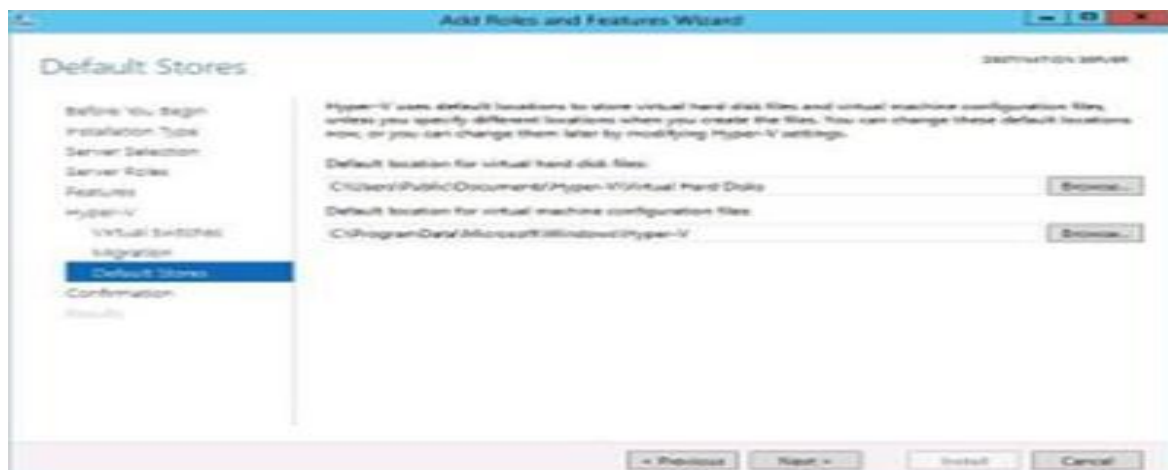 Add Roles and Features Wizard
Default Stores
DESTINATION SERVER
Before You Begin
Installation Type
Server Selection
Server Roles
Features
Hyper-V
Virtual Switches
Migration
Default Stores
Confirmation
Results
Hyper-V uses default locations to store virtual hard disk files and virtual machine configuration files,
unless you specify different locations when you create the files. You can change these default locations
now, or you can change them later by modifying Hyper-V settings.
Default location for virtual hard disk files:
C:\Users\Public\Documents\Hyper-V\Virtual Hard Disks
Browse...
Default location for virtual machine configuration files:
C:\ProgramData\Microsoft\Windows\Hyper-V
Browse...
< Previous
Next >
Install
Cancel